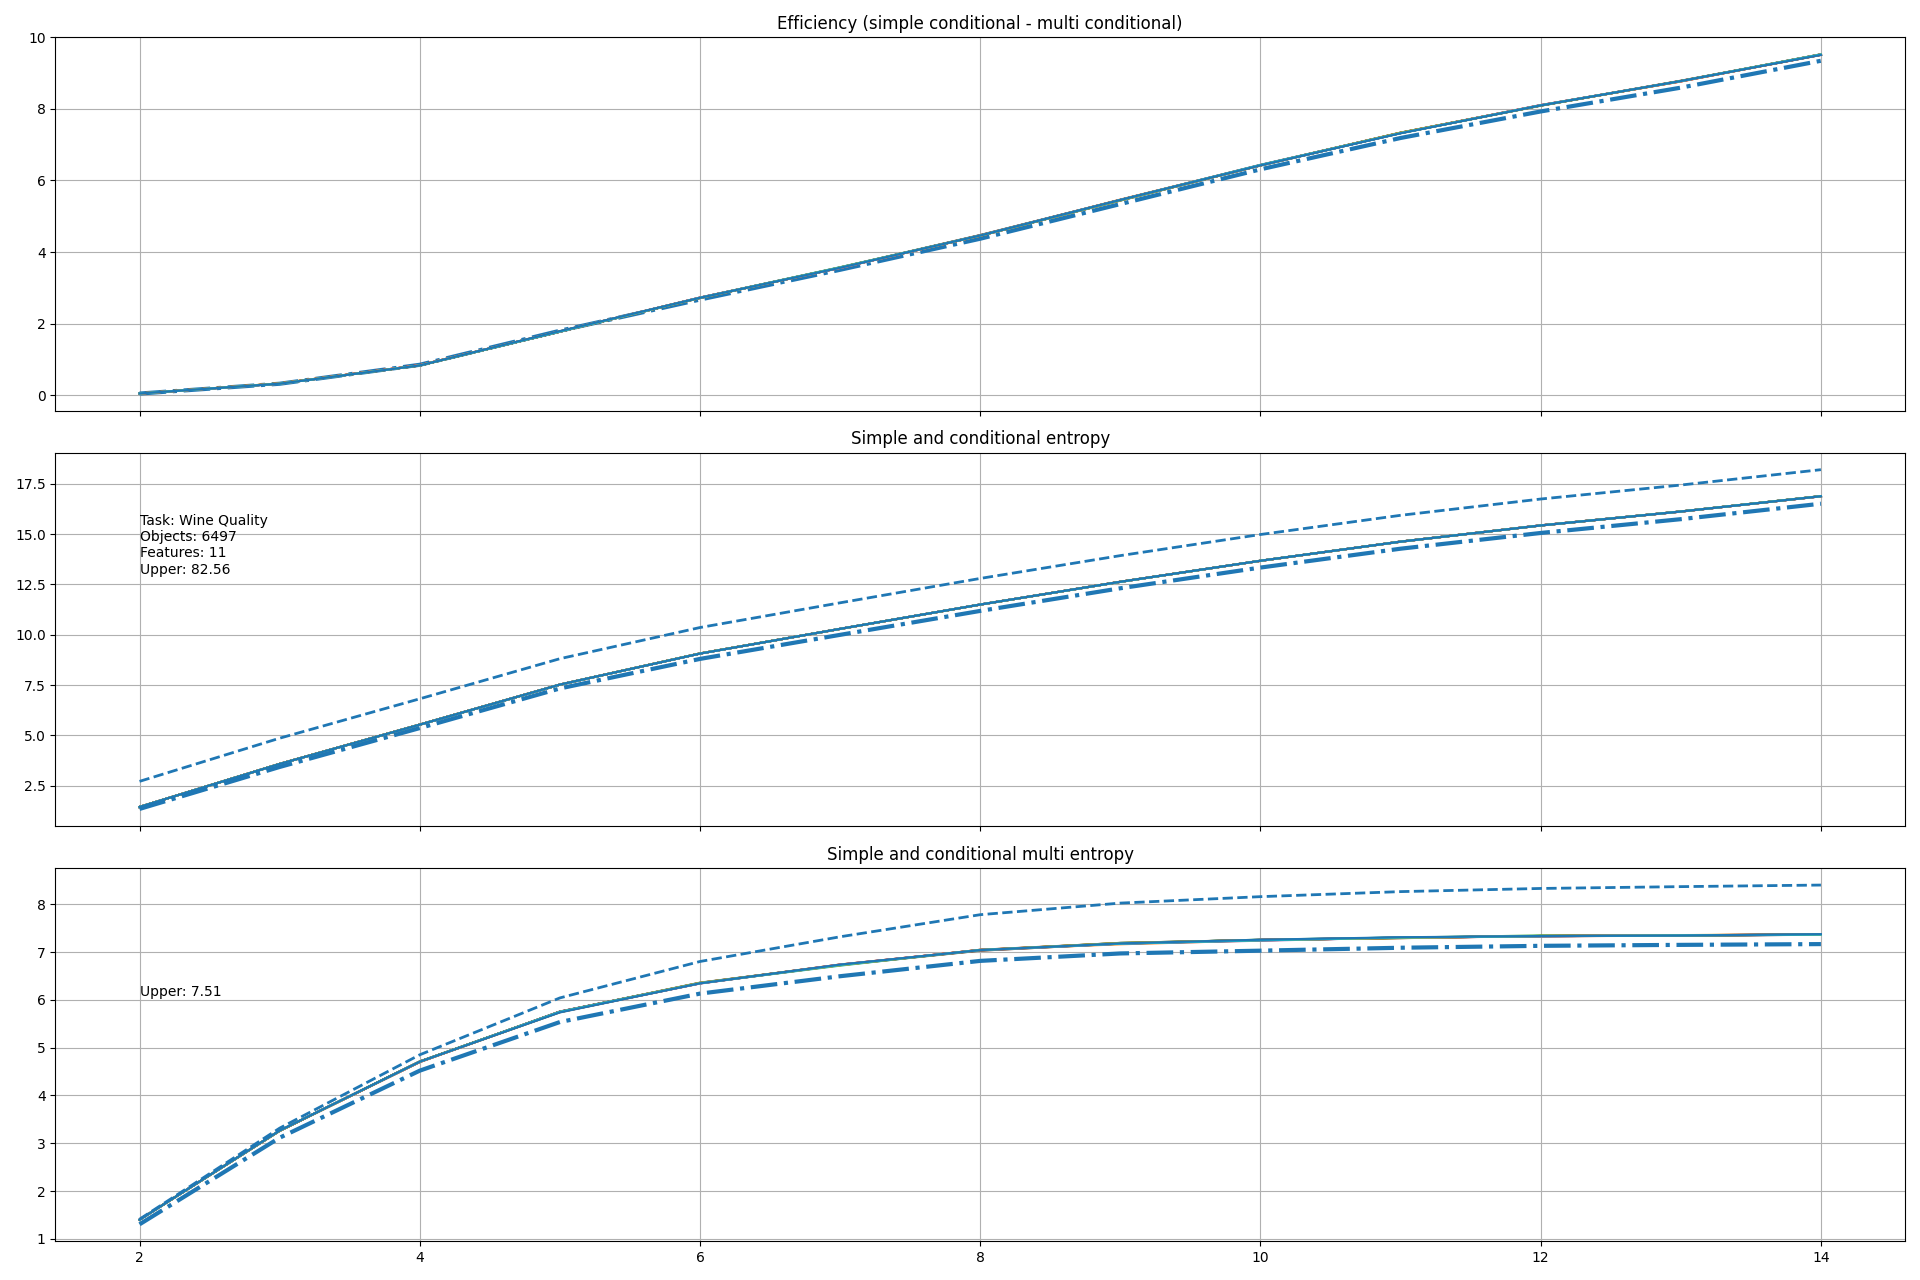 Efficiency (simple conditional - multi conditional)
10
8
6
4
2
0
Simple and conditional entropy
17.5
15.0
12.5
10.0
7.5
5.0
2.5
Task: Wine Quality
Objects: 6497
Features: 11
Upper: 82.56
Simple and conditional multi entropy
8
7
6
5
4
3
2
1
Upper: 7.51
2 4 6 8 10 12 14